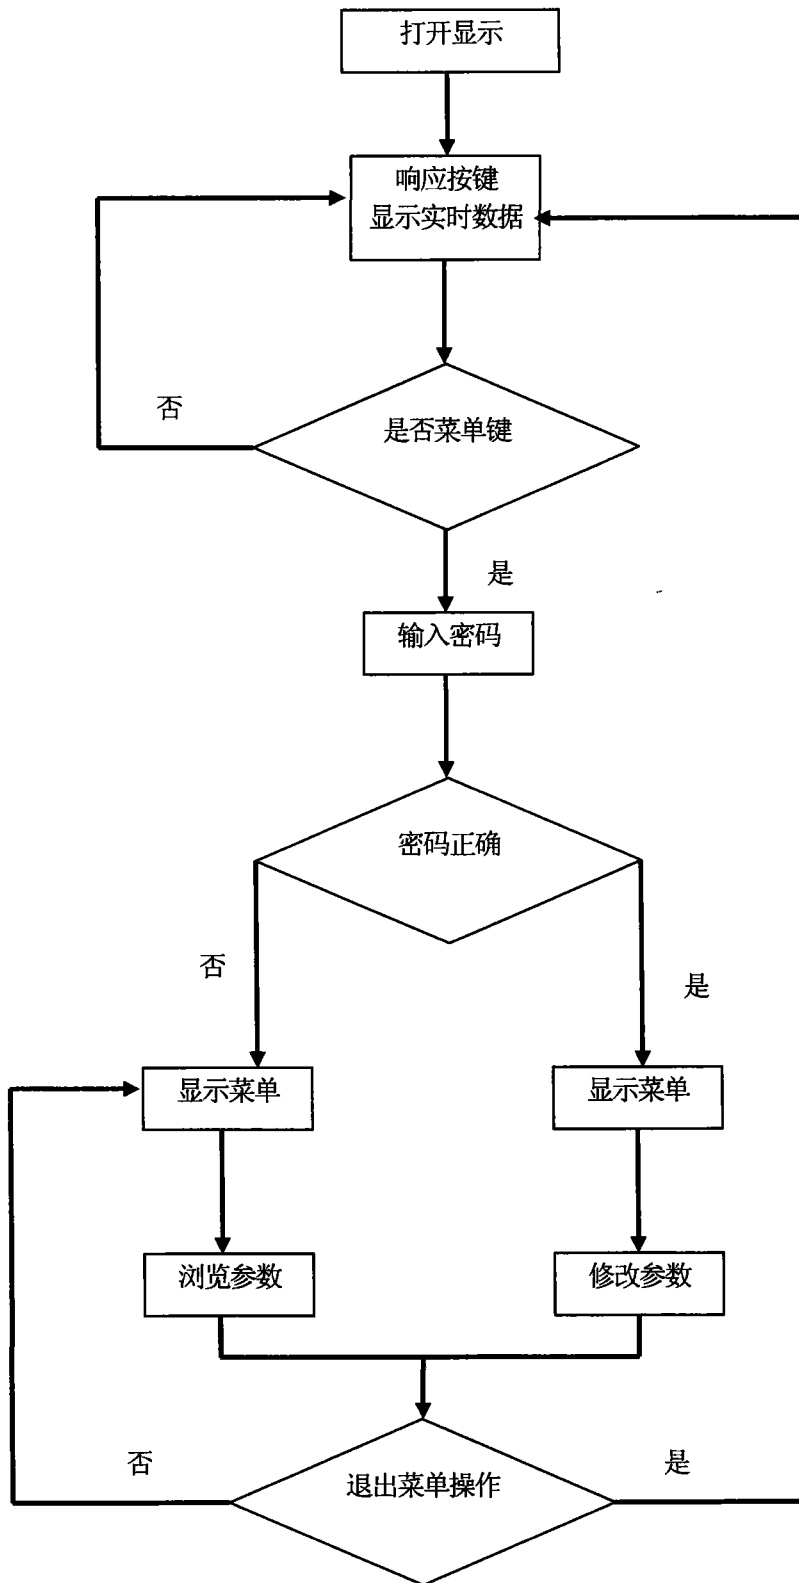 打开显示
响应按键
显示实时数据
否
是否菜单键
是
输入密码
密码正确
否
是
显示菜单
显示菜单
浏览参数
修改参数
否
是
退出菜单操作